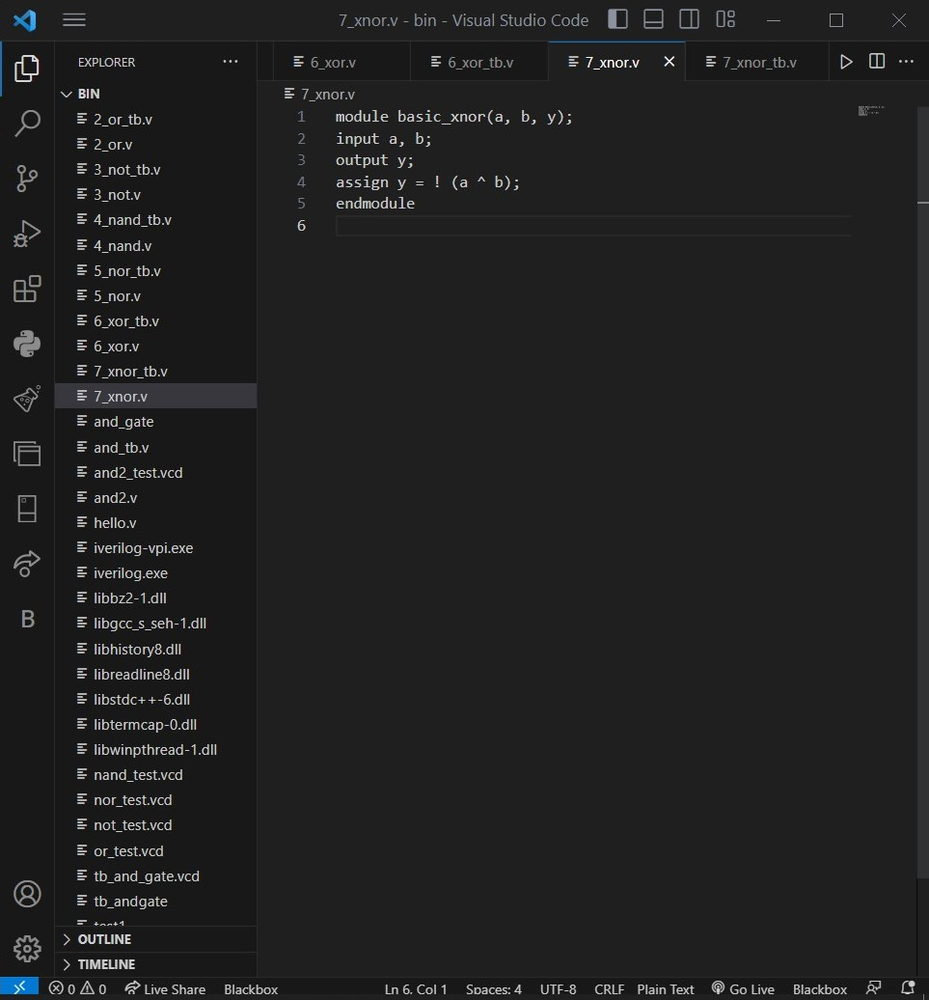 7_xnor.v - bin - Visual Studio Code
EXPLORER
BIN
2_or_tb.v
2_or.v
3_not_tb.v
3_not.v
4_nand_tb.v
4_nand.v
5_nor_tb.v
5_nor.v
6_xor_tb.v
6_xor.v
7_xnor_tb.v
7_xnor.v
and_gate
and_tb.v
and2_test.vcd
and2.v
hello.v
iverilog-vpi.exe
iverilog.exe
libbz2-1.dll
libgcc_s_seh-1.dll
libhistory8.dll
libreadline8.dll
libstdc++-6.dll
libtermcap-0.dll
libwinpthread-1.dll
nand_test.vcd
nor_test.vcd
not_test.vcd
or_test.vcd
tb_and_gate.vcd
tb_andgate
test1
OUTLINE
TIMELINE
B
6_xor.v 6_xor_tb.v 7_xnor.v 7_xnor_tb.v
7_xnor.v
1 module basic_xnor(a, b, y);
2 input a, b;
3 output y;
4 assign y = ! (a ^ b);
5 endmodule
6
0 0 Live Share Blackbox Ln 6, Col 1 Spaces: 4 UTF-8 CRLF Plain Text Go Live Blackbox